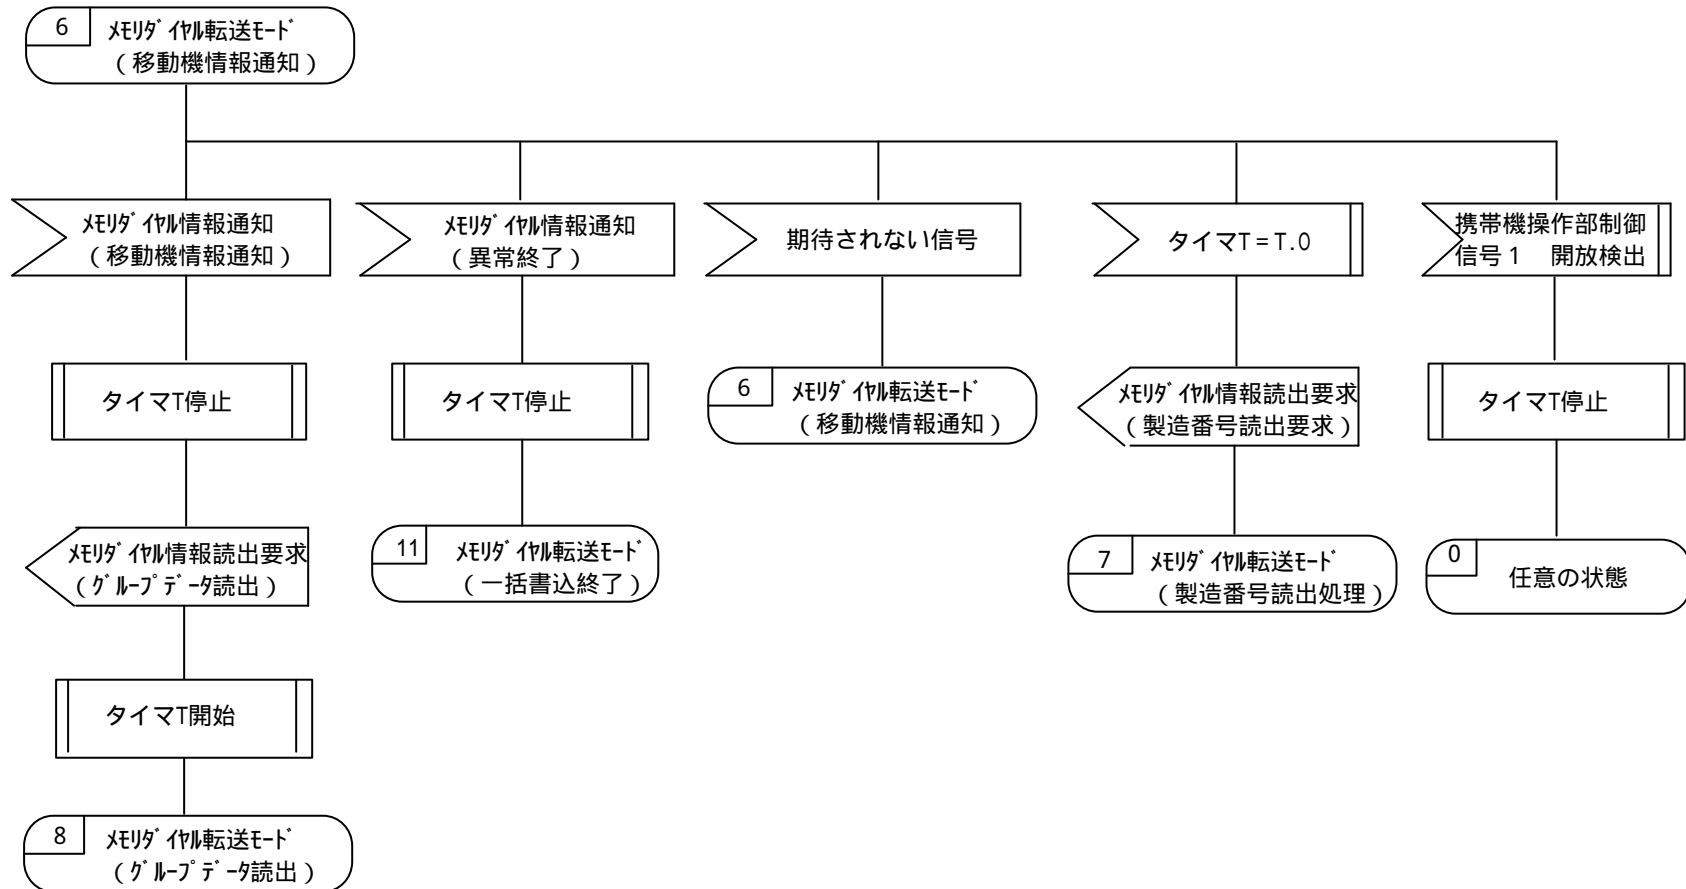 6
ﾒﾓﾘﾀﾞｲﾔﾙ転送ﾓｰﾄﾞ
(移動機情報通知)
ﾒﾓﾘﾀﾞｲﾔﾙ情報通知
(移動機情報通知)
タイマT停止
ﾒﾓﾘﾀﾞｲﾔﾙ情報読出要求
(ｸﾞﾙｰﾌﾟﾃﾞｰﾀ読出)
タイマT開始
8
ﾒﾓﾘﾀﾞｲﾔﾙ転送ﾓｰﾄﾞ
(ｸﾞﾙｰﾌﾟﾃﾞｰﾀ読出)
ﾒﾓﾘﾀﾞｲﾔﾙ情報通知
(異常終了)
タイマT停止
11
ﾒﾓﾘﾀﾞｲﾔﾙ転送ﾓｰﾄﾞ
(一括書込終了)
期待されない信号
6
ﾒﾓﾘﾀﾞｲﾔﾙ転送ﾓｰﾄﾞ
(移動機情報通知)
タイマT=T.O
ﾒﾓﾘﾀﾞｲﾔﾙ情報読出要求
(製造番号読出要求)
7
ﾒﾓﾘﾀﾞｲﾔﾙ転送ﾓｰﾄﾞ
(製造番号読出処理)
携帯機操作部制御
信号1 開放検出
タイマT停止
0
任意の状態